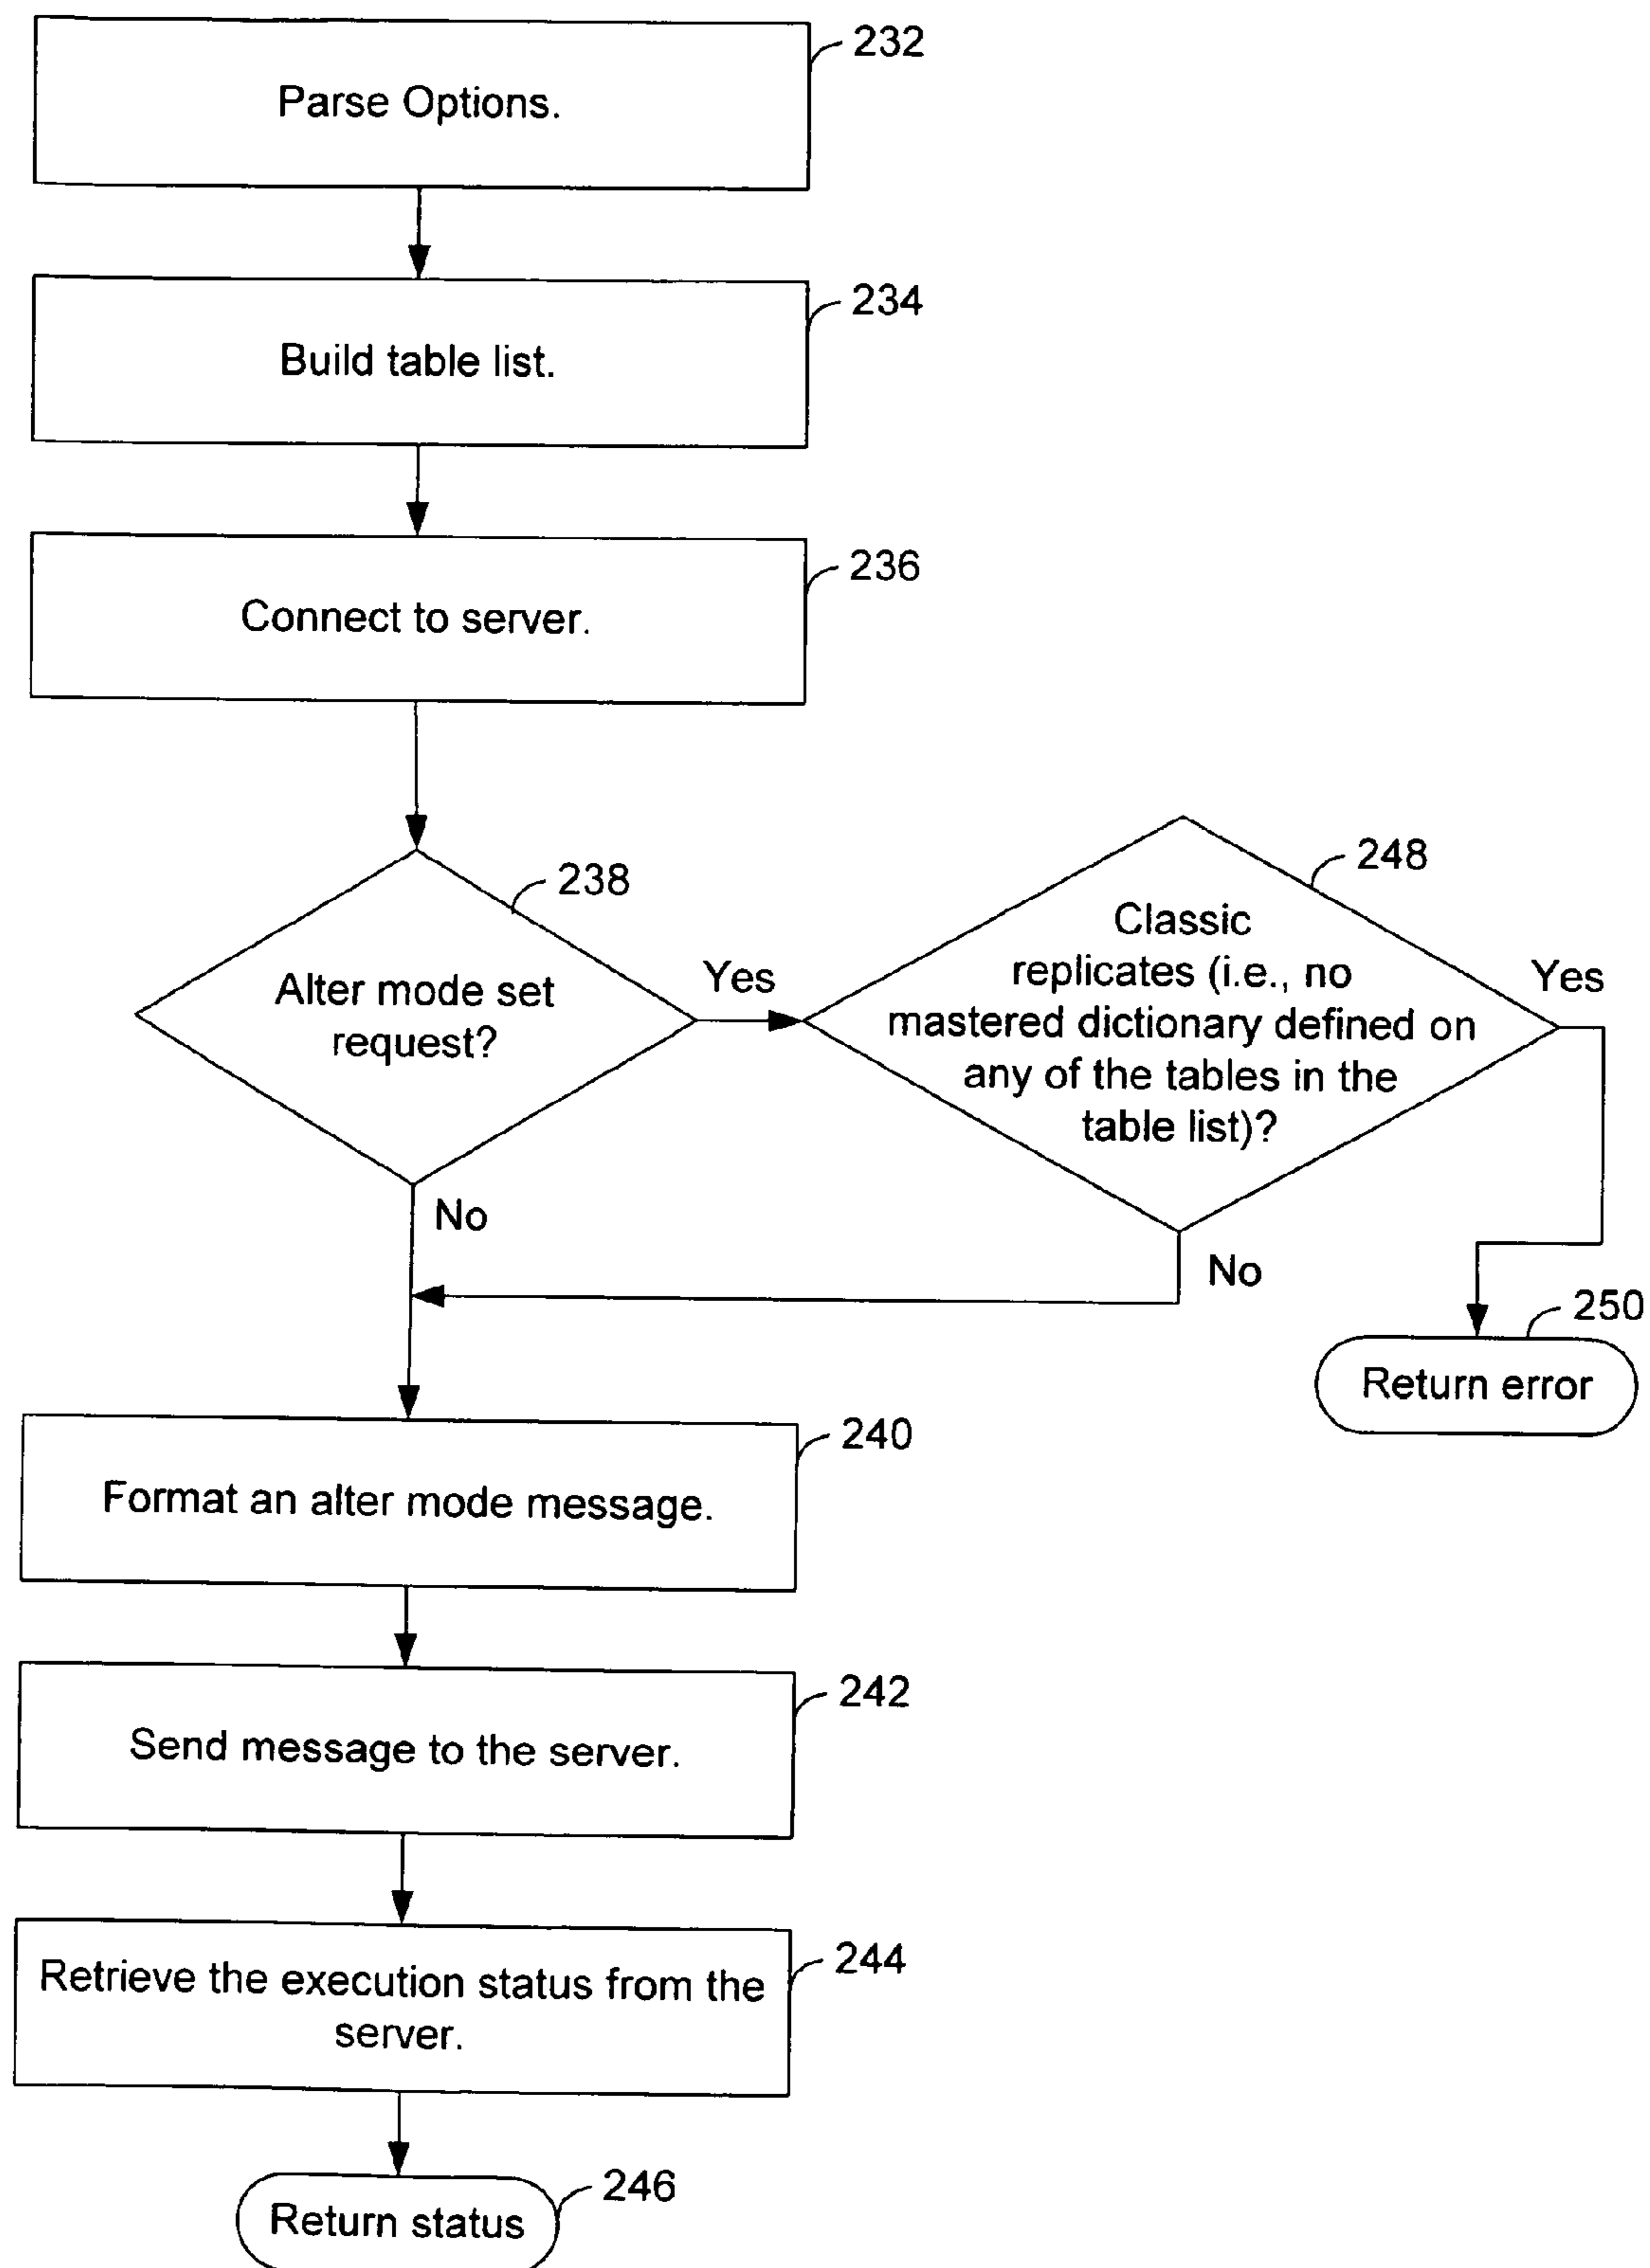 232
Parse Options.
234
Build table list.
236
Connect to server.
238
Alter mode set
request?
Yes
No
248
Classic
replicates (i.e., no
mastered dictionary defined on
any of the tables in the
table list)?
Yes
No
250
Return error
240
Format an alter mode message.
242
Send message to the server.
244
Retrieve the execution status from the
server.
246
Return status